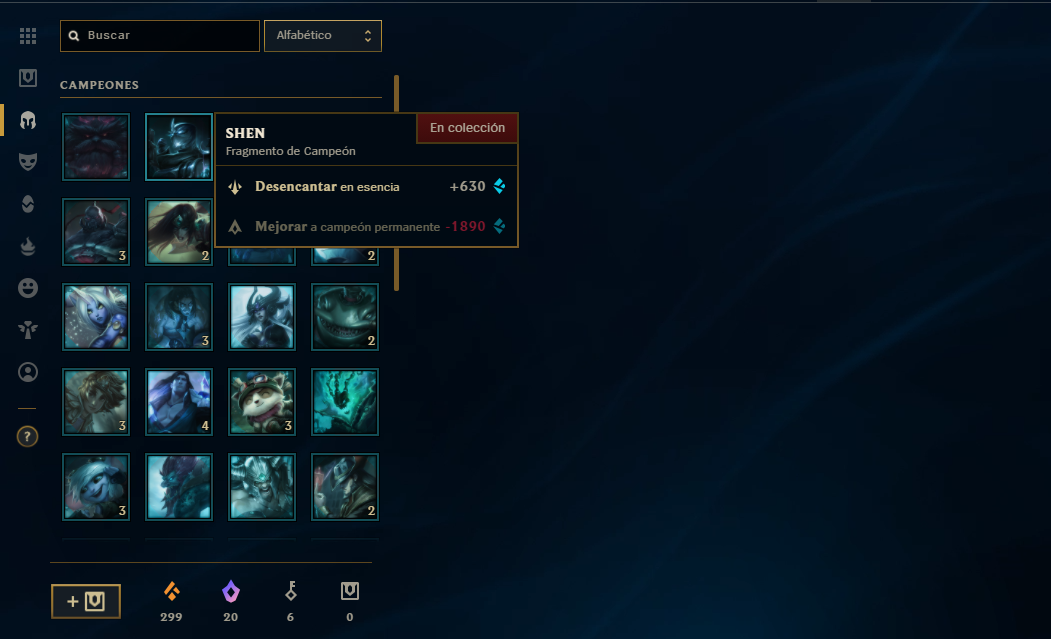 Buscar
Alfabético
CAMPEONES
SHEN
En colección
Fragmento de Campeón
Desencantar en esencia +630
Mejorar a campeón permanente -1890
3
2
2
3
2
3
4
3
3
2
?
+
299
20
6
0